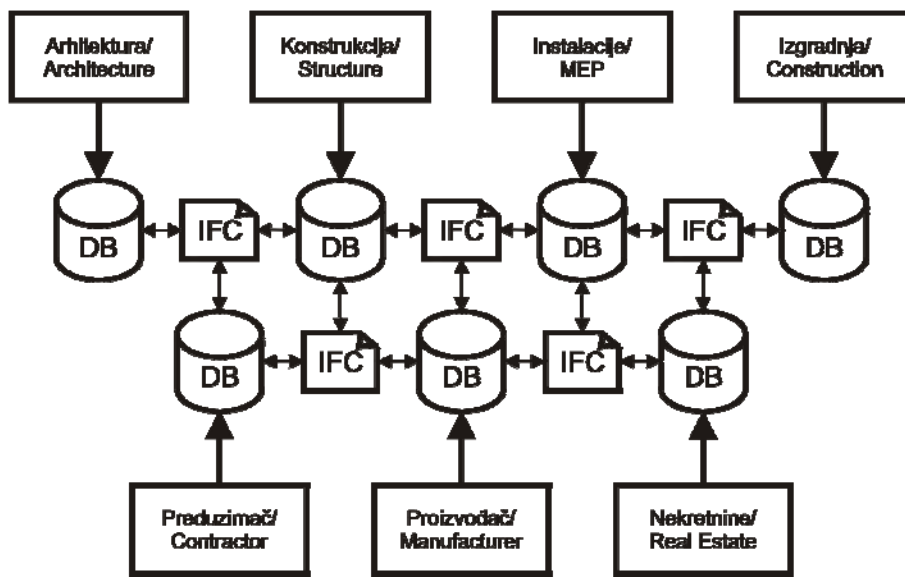 Arhitektura/
Architecture
Konstrukcija/
Structure
Instalacije/
MEP
Izgradnja/
Construction
DB
IFC
DB
IFC
DB
IFC
DB
DB
IFC
DB
IFC
DB
Preduzimač/
Contractor
Proizvođač/
Manufacturer
Nekretnine/
Real Estate